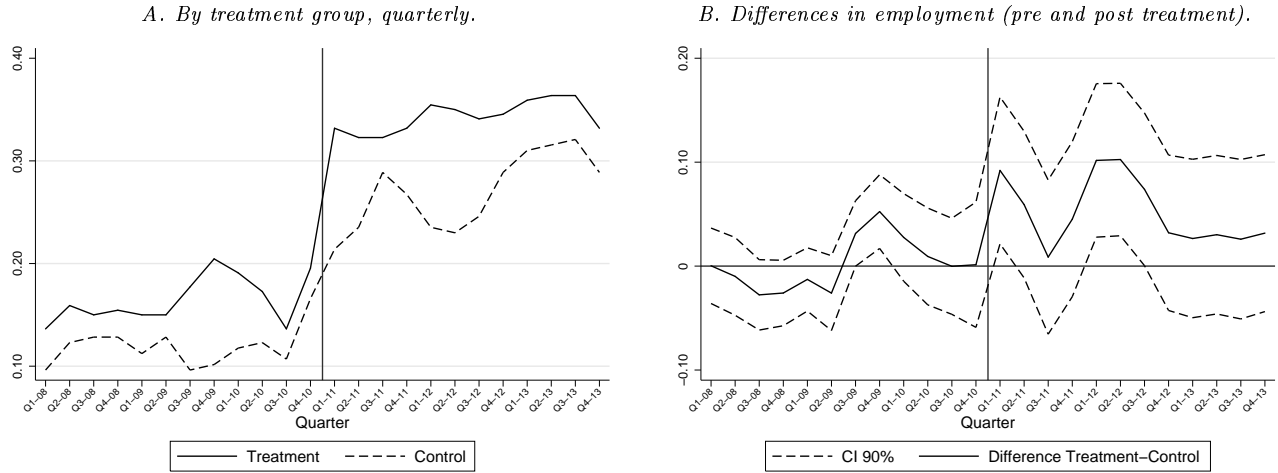 A. By treatment group, quarterly.
0.40
0.30
0.20
0.10
Q1–08
Q2–08
Q3–08
Q4–08
Q1–09
Q2–09
Q3–09
Q4–09
Q1–10
Q2–10
Q3–10
Q4–10
Q1–11
Q2–11
Q3–11
Q4–11
Q1–12
Q2–12
Q3–12
Q4–12
Q1–13
Q2–13
Q3–13
Q4–13
Quarter
Treatment
Control
B. Differences in employment (pre and post treatment).
0.20
0.10
0
−0.10
Q1–08
Q2–08
Q3–08
Q4–08
Q1–09
Q2–09
Q3–09
Q4–09
Q1–10
Q2–10
Q3–10
Q4–10
Q1–11
Q2–11
Q3–11
Q4–11
Q1–12
Q2–12
Q3–12
Q4–12
Q1–13
Q2–13
Q3–13
Q4–13
Quarter
CI 90%
Difference Treatment−Control